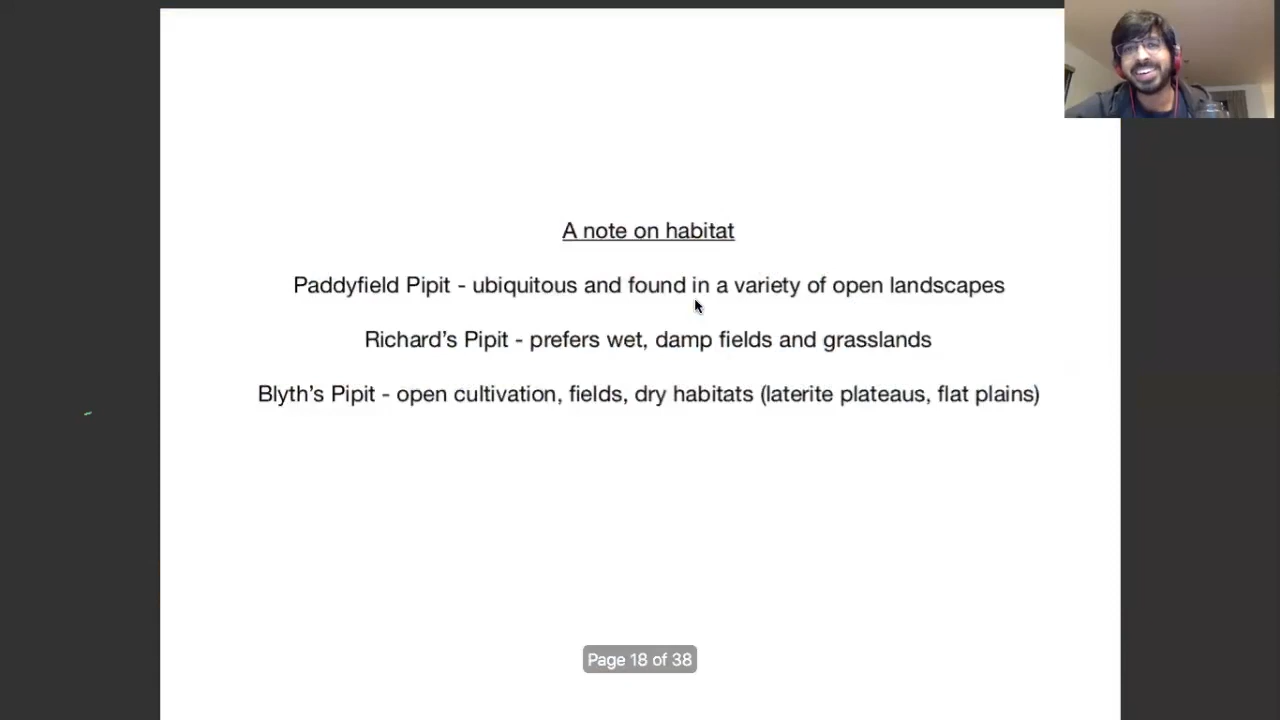 A note on habitat
Paddyfield Pipit - ubiquitous and found in a variety of open landscapes
Richard’s Pipit - prefers wet, damp fields and grasslands
Blyth’s Pipit - open cultivation, fields, dry habitats (laterite plateaus, flat plains)
Page 18 of 38